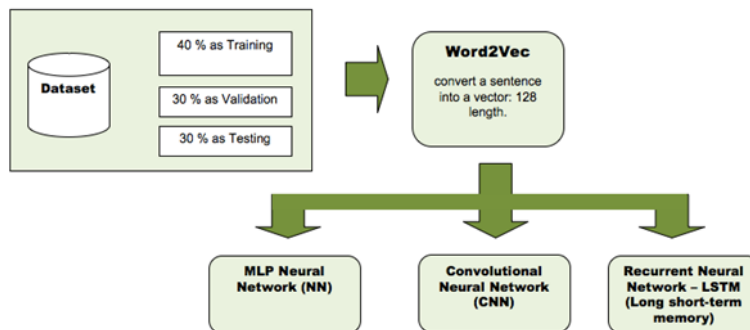 Dataset
40 % as Training
30 % as Validation
30 % as Testing
Word2Vec
convert a sentence
into a vector: 128
length.
MLP Neural
Network (NN)
Convolutional
Neural Network
(CNN)
Recurrent Neural
Network – LSTM
(Long short-term
memory)